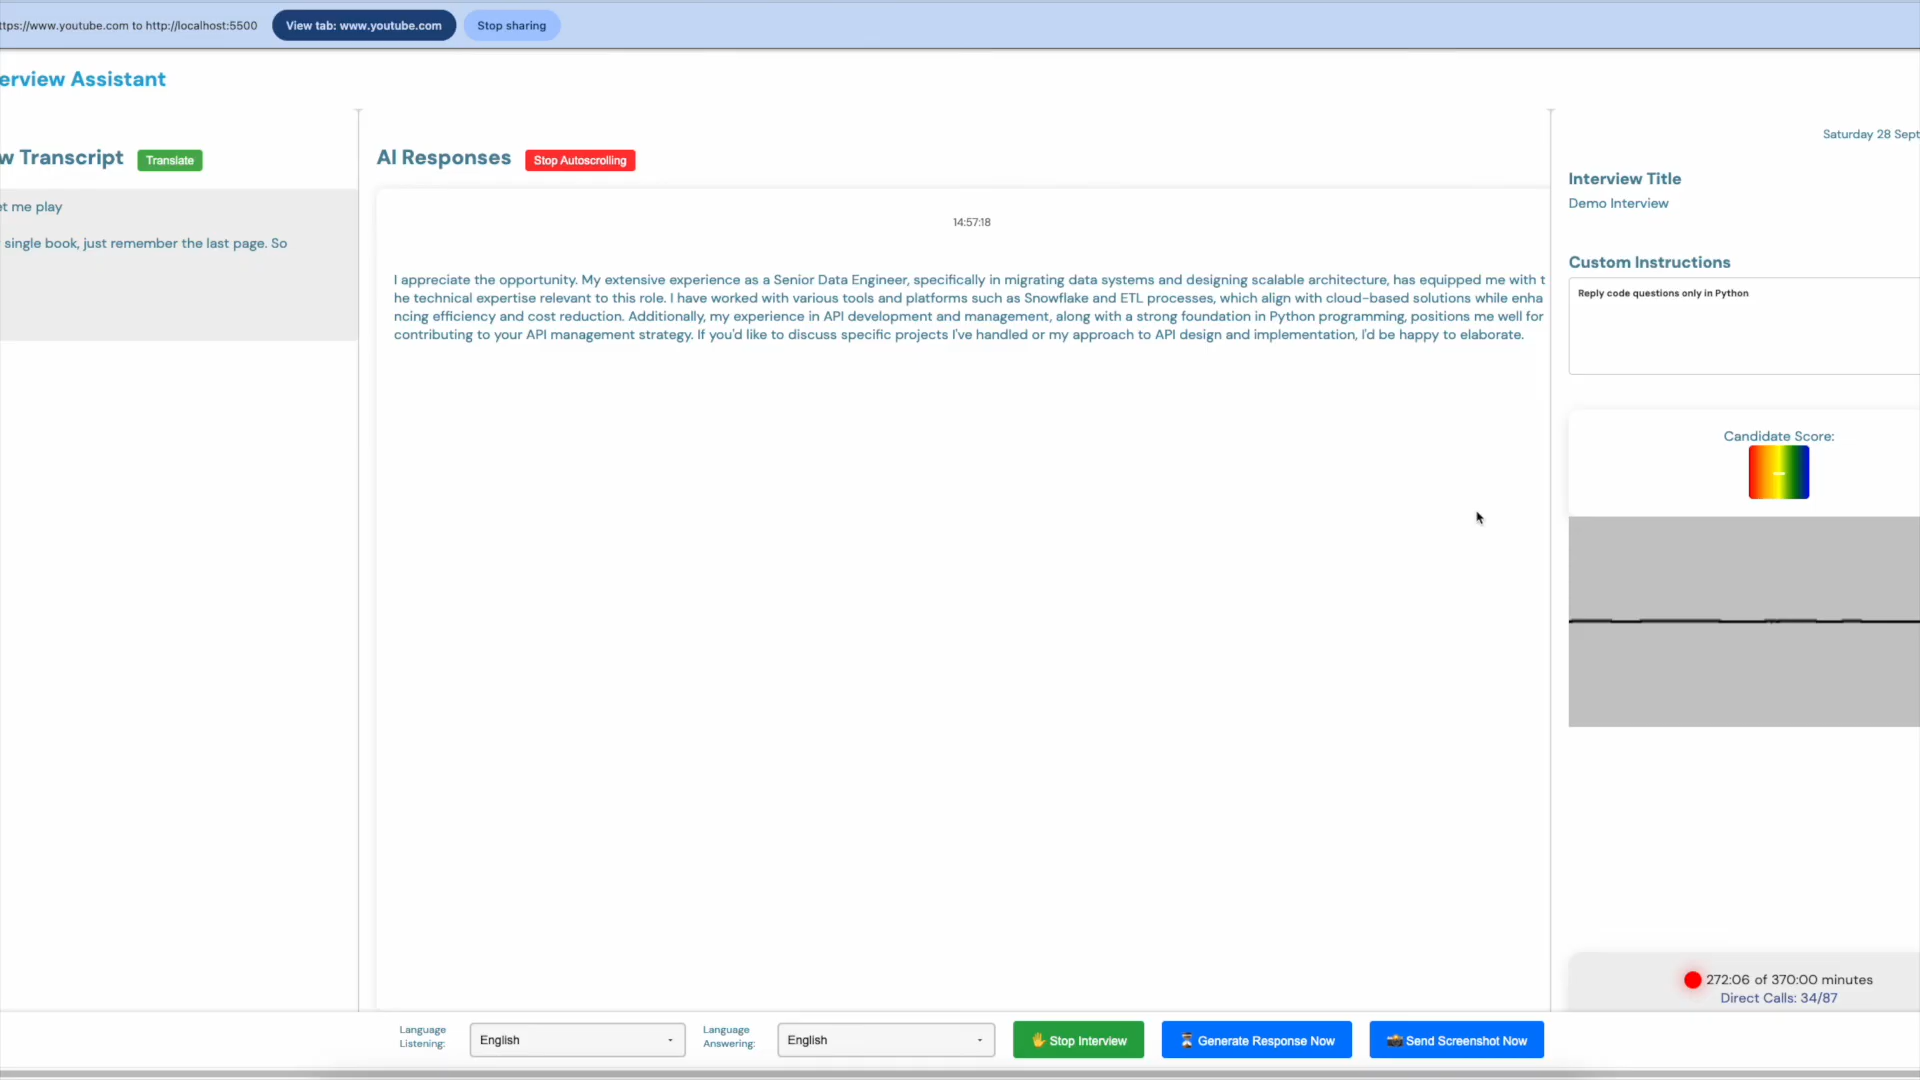 ttps://www.youtube.com to http://localhost:5500
View tab: www.youtube.com
Stop sharing
erview Assistant
w Transcript
Translate
et me play
single book, just remember the last page. So
AI Responses
Stop Autoscrolling
14:57:18
I appreciate the opportunity. My extensive experience as a Senior Data Engineer, specifically in migrating data systems and designing scalable architecture, has equipped me with t
he technical expertise relevant to this role. I have worked with various tools and platforms such as Snowflake and ETL processes, which align with cloud-based solutions while enha
ncing efficiency and cost reduction. Additionally, my experience in API development and management, along with a strong foundation in Python programming, positions me well for
contributing to your API management strategy. If you'd like to discuss specific projects I've handled or my approach to API design and implementation, I'd be happy to elaborate.
Saturday 28 Sept
Interview Title
Demo Interview
Custom Instructions
Reply code questions only in Python
Candidate Score:
272:06 of 370:00 minutes
Direct Calls: 34/87
Language
Listening:
English
Language
Answering:
English
Stop Interview
Generate Response Now
Send Screenshot Now